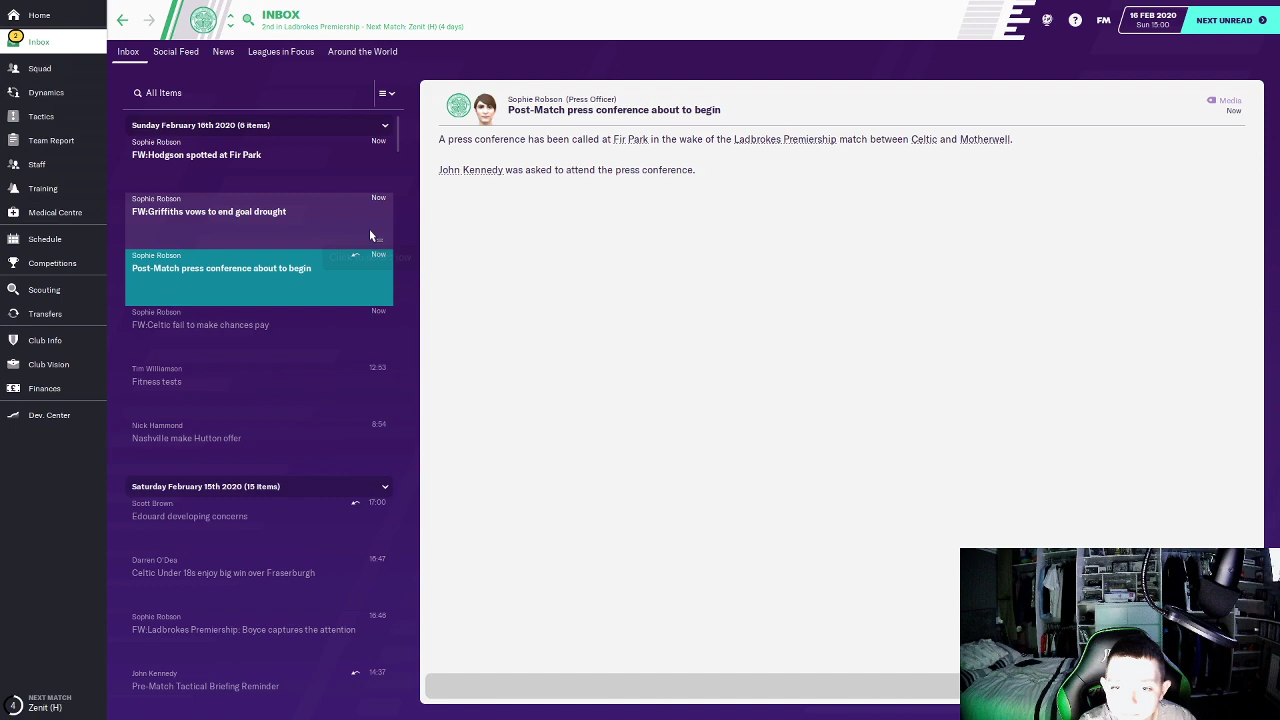 INBOX
2nd in Ladbrokes Premiership - Next Match: Zenit (H) (4 days)
FM
16 FEB 2020
Sun 15:00
NEXT UNREAD
2
Inbox
Squad
Dynamics
Tactics
Team Report
Staff
Training
Medical Centre
Schedule
Competitions
Scouting
Transfers
Club Info
Club Vision
Finances
Dev. Center
4
NEXT MATCH
Zenit (H)
Inbox
Social Feed
News
Leagues in Focus
Around the World
All Items
Sunday February 16th 2020 (6 items)
Sophie Robson
Now
FW:Hodgson spotted at Fir Park
Sophie Robson
Now
FW:Griffiths vows to end goal drought
Sophie Robson
Now
Post-Match press conference about to begin
Sophie Robson
Now
FW:Celtic fail to make chances pay
Tim Williamson
12:53
Fitness tests
Nick Hammond
8:54
Nashville make Hutton offer
Saturday February 15th 2020 (15 items)
Scott Brown
17:00
Edouard developing concerns
Darren O'Dea
16:47
Celtic Under 18s enjoy big win over Fraserburgh
Sophie Robson
16:46
FW:Ladbrokes Premiership: Boyce captures the attention
John Kennedy
14:37
Pre-Match Tactical Briefing Reminder
Sophie Robson (Press Officer)
Post-Match press conference about to begin
Media
Now
A press conference has been called at Fir Park in the wake of the Ladbrokes Premiership match between Celtic and Motherwell.
John Kennedy was asked to attend the press conference.